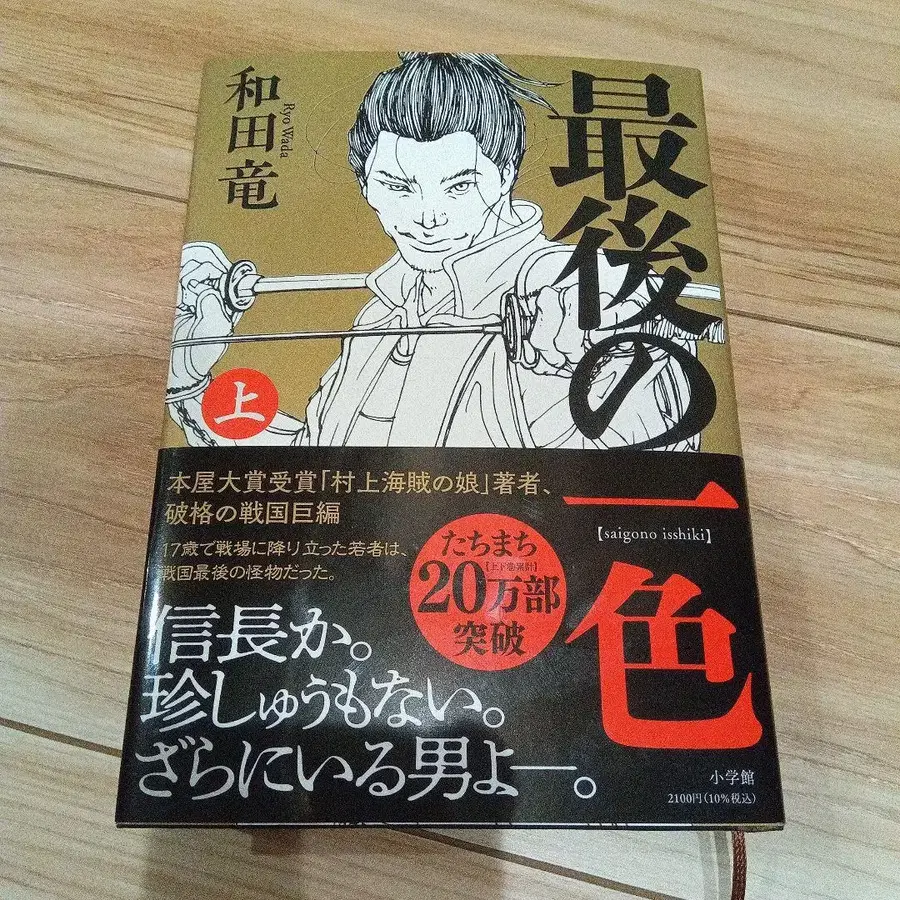 最後の
一色
【saigono isshiki】
和田竜
Ryo Wada
上
本屋大賞受賞「村上海賊の娘」著者、
破格の戦国巨編
17歳で戦場に降り立った若者は、
戦国最後の怪物だった。
たちまち
【上下巻累計】
20万部
突破
信長か。
珍しゅうもない。
ざらにいる男よ―。
小学館
2100円(10%税込)